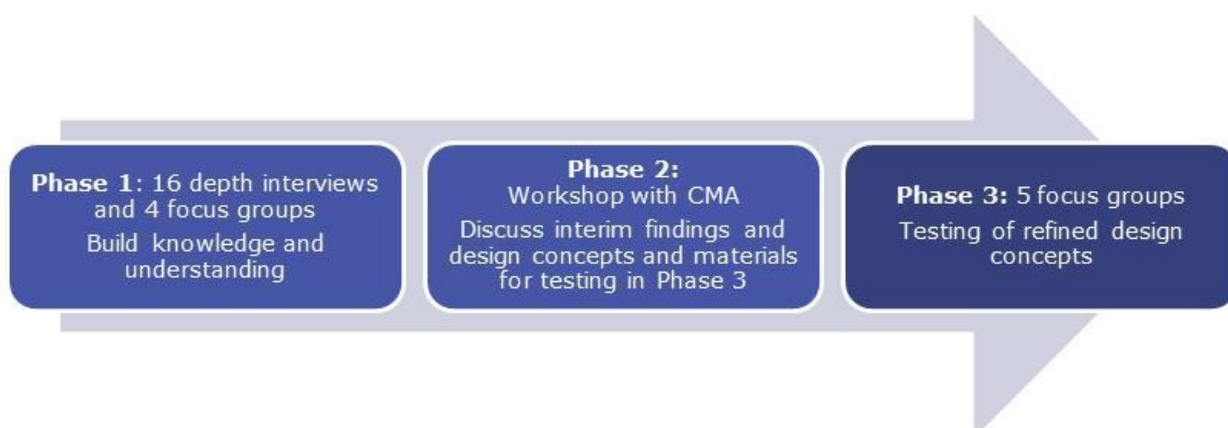 Phase 1: 16 depth interviews
and 4 focus groups
Build knowledge and
understanding
Phase 2:
Workshop with CMA
Discuss interim findings and
design concepts and materials
for testing in Phase 3
Phase 3: 5 focus groups
Testing of refined design
concepts